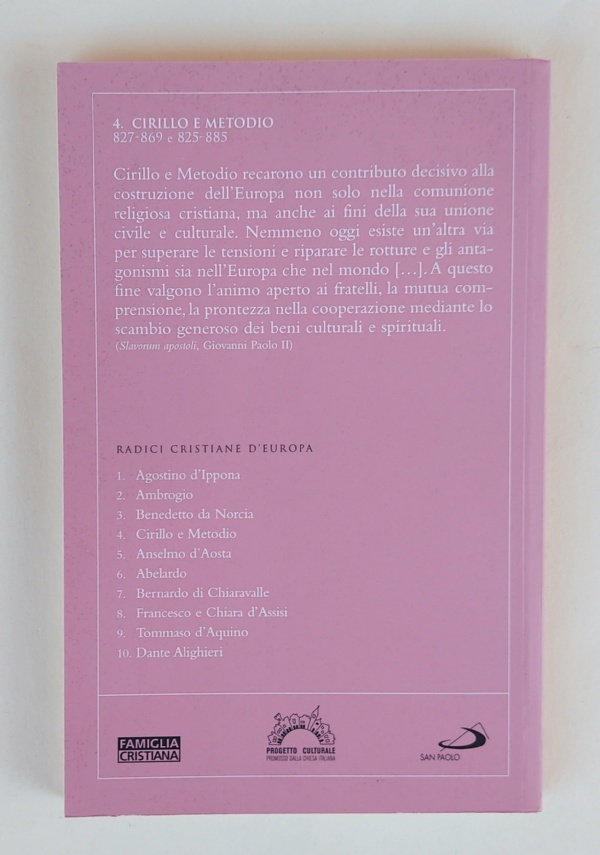 4. CIRILLO E METODIO
827-869 e 825-885
Cirillo e Metodio recarono un contributo decisivo alla
costruzione dell'Europa non solo nella comunione
religiosa cristiana, ma anche ai fini della sua unione
civile e culturale. Nemmeno oggi esiste un'altra via
per superare le tensioni e riparare le rotture e gli anta-
gonismi sia nell'Europa che nel mondo [...]. A questo
fine valgono l'animo aperto ai fratelli, la mutua com-
prensione, la prontezza nella cooperazione mediante lo
scambio generoso dei beni culturali e spirituali.
(Slavorum apostoli, Giovanni Paolo II)
RADICI CRISTIANE D'EUROPA
1. Agostino d'Ippona
2. Ambrogio
3. Benedetto da Norcia
4. Cirillo e Metodio
5. Anselmo d'Aosta
6. Abelardo
7. Bernardo di Chiaravalle
8. Francesco e Chiara d'Assisi
9. Tommaso d'Aquino
10. Dante Alighieri
FAMIGLIA
CRISTIANA
PROGETTO CULTURALE
PROMOSSO DALLA CHIESA ITALIANA
SAN PAOLO